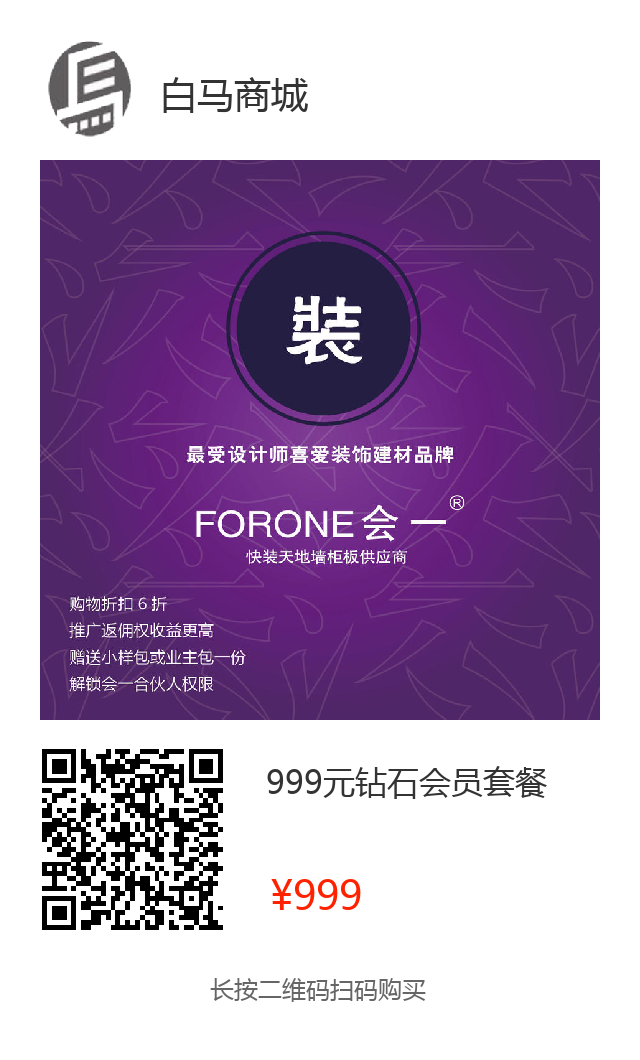 白马商城
裝
最受设计师喜爱装饰建材品牌
FORONE 会一®
快装天地墙柜板供应商
购物折扣 6 折
推广返佣权收益更高
赠送小样包或业主包一份
解锁会一合伙人权限
999元钻石会员套餐
¥999
长按二维码扫码购买